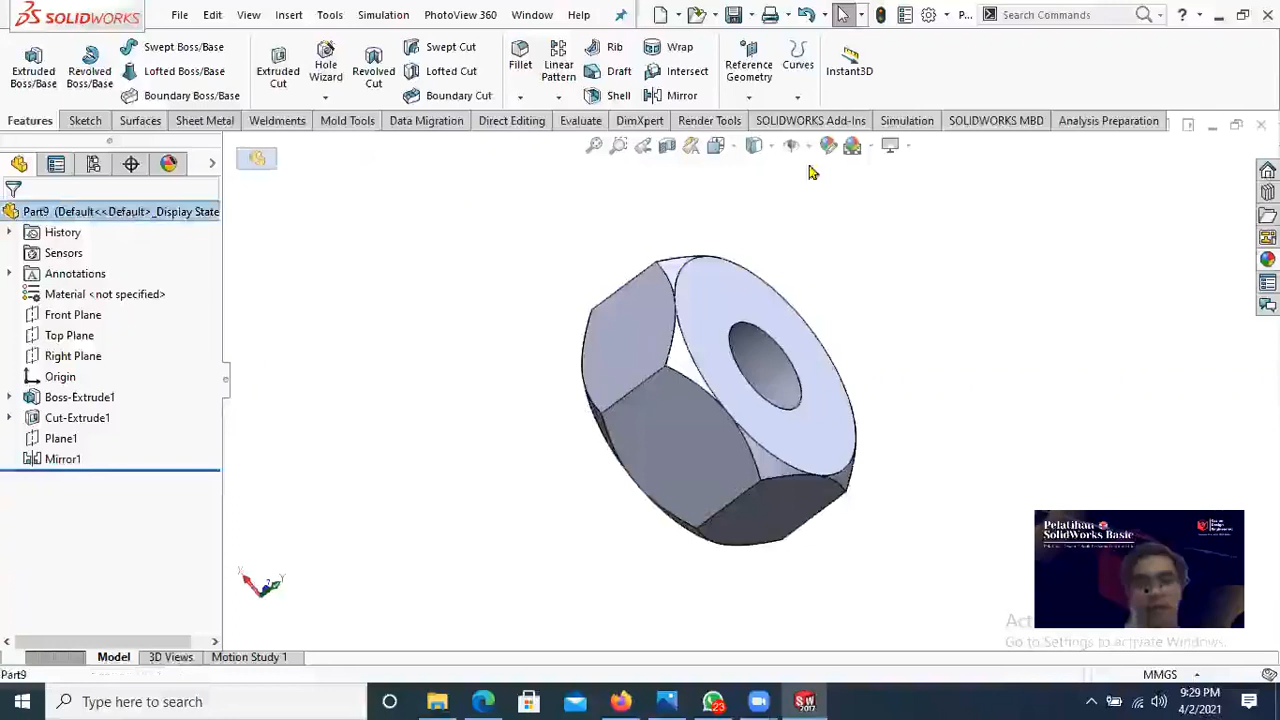 SOLIDWORKS
File
Edit
View
Insert
Tools
Simulation
PhotoView 360
Window
Help
P...
Search Commands
Extruded Boss/Base
Revolved Boss/Base
Swept Boss/Base
Lofted Boss/Base
Boundary Boss/Base
Extruded Cut
Hole Wizard
Revolved Cut
Swept Cut
Lofted Cut
Boundary Cut
Fillet
Linear Pattern
Rib
Draft
Shell
Wrap
Intersect
Mirror
Reference Geometry
Curves
Instant3D
Features
Sketch
Surfaces
Sheet Metal
Weldments
Mold Tools
Data Migration
Direct Editing
Evaluate
DimXpert
Render Tools
SOLIDWORKS Add-Ins
Simulation
SOLIDWORKS MBD
Analysis Preparation
Part9 (Default<<Default>_Display State
History
Sensors
Annotations
Material <not specified>
Front Plane
Top Plane
Right Plane
Origin
Boss-Extrude1
Cut-Extrude1
Plane1
Mirror1
Pelatihan
SolidWorks Basic
Act
Go to Settings to activate Windows.
Model
3D Views
Motion Study 1
Part9
MMGS
Type here to search
23
SW
2017
9:29 PM
4/2/2021